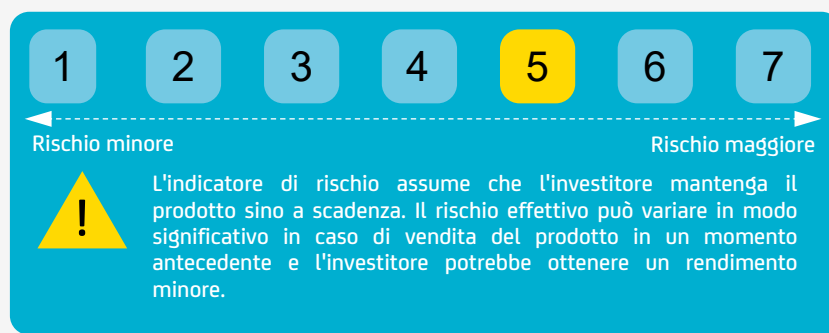 1 2 3 4 5 6 7
Rischio minore Rischio maggiore
!
L'indicatore di rischio assume che l'investitore mantenga il
prodotto sino a scadenza. Il rischio effettivo può variare in modo
significativo in caso di vendita del prodotto in un momento
antecedente e l'investitore potrebbe ottenere un rendimento
minore.